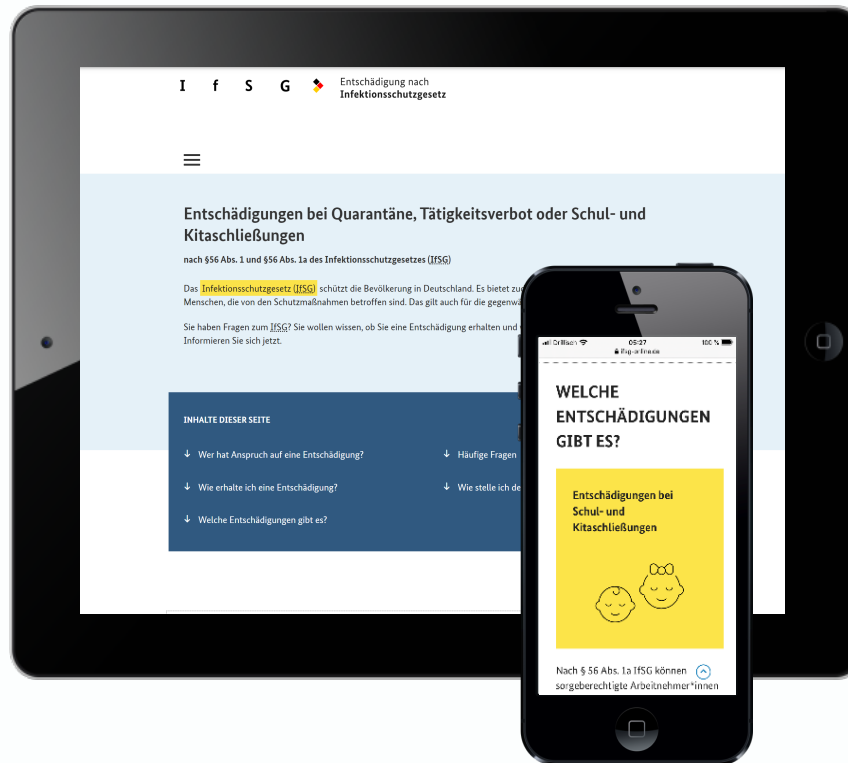 I f S G
Entschädigung nach
Infektionsschutzgesetz
Entschädigungen bei Quarantäne, Tätigkeitsverbot oder Schul- und
Kitaschließungen
nach §56 Abs. 1 und §56 Abs. 1a des Infektionsschutzgesetzes (IfSG)
Das Infektionsschutzgesetz (IfSG) schützt die Bevölkerung in Deutschland. Es bietet
Menschen, die von den Schutzmaßnahmen betroffen sind. Das gilt auch für die
Sie haben Fragen zum IfSG? Sie wollen wissen, ob Sie eine Entschädigung erhalten und
Informieren Sie sich jetzt.
INHALTE DIESER SEITE
Wer hat Anspruch auf eine Entschädigung?
Häufige Fragen
Wie erhalte ich eine Entschädigung?
Wie stelle ich
Welche Entschädigungen gibt es?
Drillisch 05:27 100 %
ifsg-online.de
WELCHE
ENTSCHÄDIGUNGEN
GIBT ES?
Entschädigungen bei
Schul- und
Kitaschließungen
Nach § 56 Abs. 1a IfSG können
sorgeberechtigte Arbeitnehmer*innen